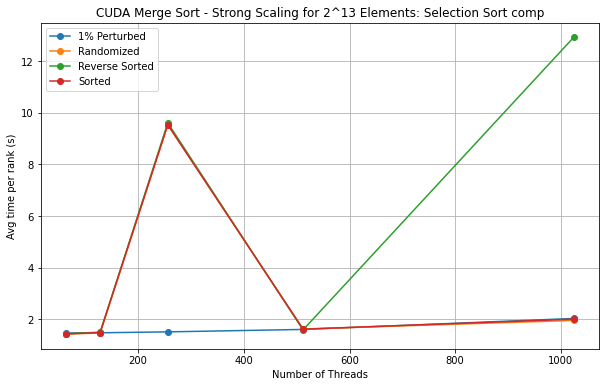 CUDA Merge Sort - Strong Scaling for 2^13 Elements: Selection Sort comp
1% Perturbed
Randomized
Reverse Sorted
Sorted
Avg time per rank (s)
12
10
8
6
4
2
200
400
600
800
1000
Number of Threads